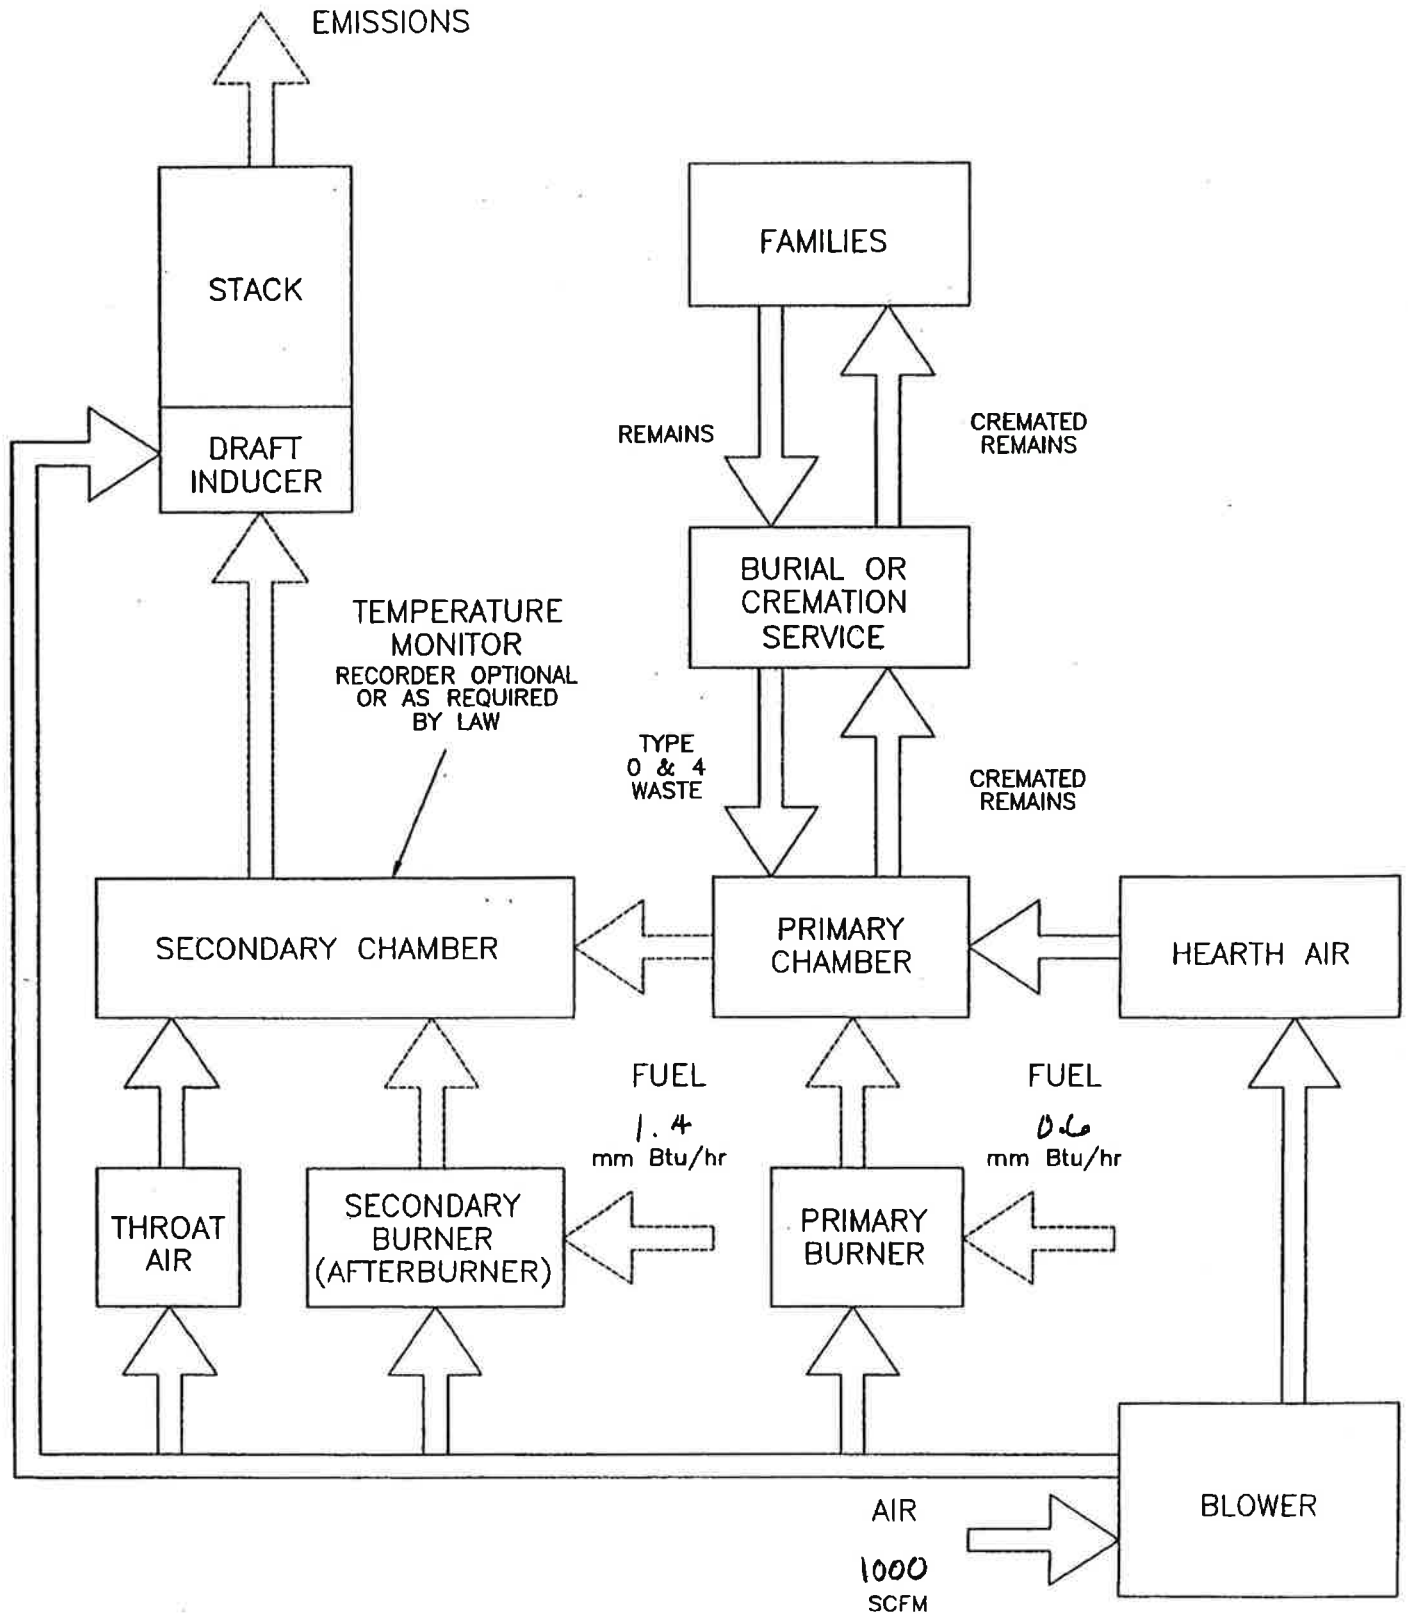 EMISSIONS
STACK
DRAFT
INDUCER
FAMILIES
REMAINS
CREMATED
REMAINS
BURIAL OR
CREMATION
SERVICE
TEMPERATURE
MONITOR
RECORDER OPTIONAL
OR AS REQUIRED
BY LAW
TYPE
0 & 4
WASTE
CREMATED
REMAINS
SECONDARY CHAMBER
PRIMARY
CHAMBER
HEARTH AIR
FUEL
1.4
mm Btu/hr
FUEL
0.6
mm Btu/hr
THROAT
AIR
SECONDARY
BURNER
(AFTERBURNER)
PRIMARY
BURNER
BLOWER
AIR
1000
SCFM